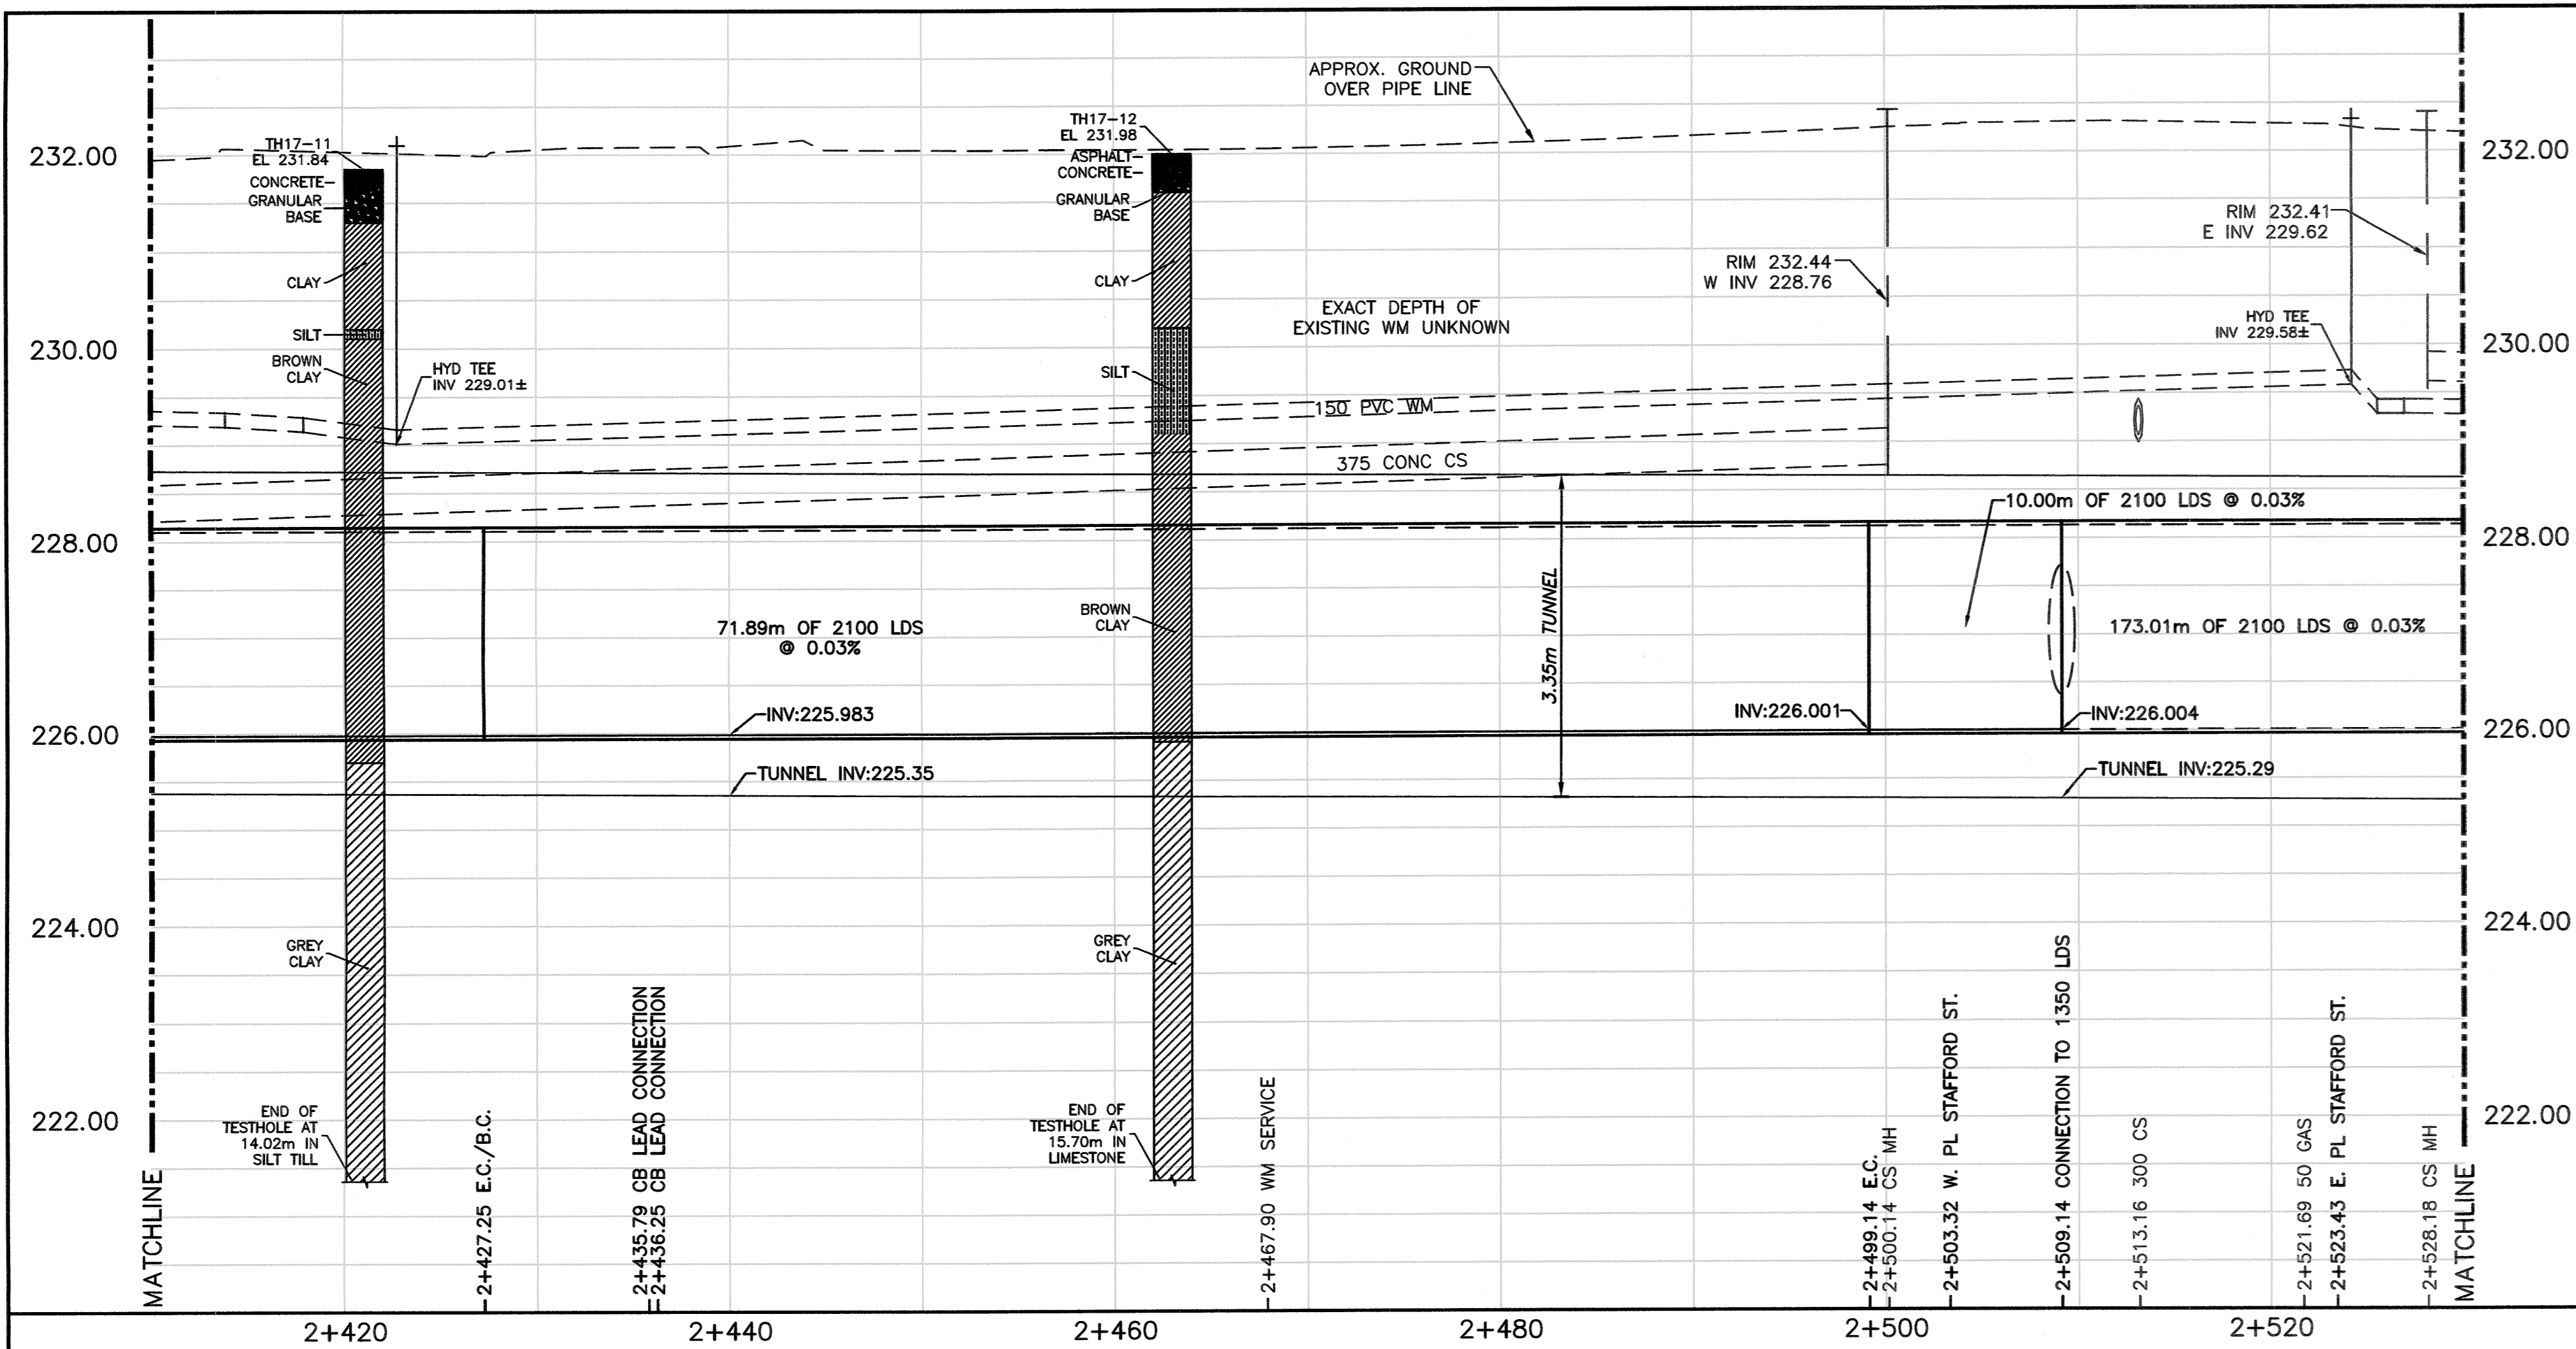 APPROX. GROUND
OVER PIPE LINE
232.00
TH17-11
EL 231.84
CONCRETE
GRANULAR
BASE
CLAY
SILT
BROWN
CLAY
HYD TEE
INV 229.01±
TH17-12
EL 231.98
ASPHALT
CONCRETE
GRANULAR
BASE
CLAY
SILT
EXACT DEPTH OF
EXISTING WM UNKNOWN
150 PVC WM
375 CONC CS
RIM 232.44
W INV 228.76
RIM 232.41
E INV 229.62
HYD TEE
INV 229.58±
232.00
230.00
230.00
228.00
228.00
10.00m OF 2100 LDS @ 0.03%
71.89m OF 2100 LDS
@ 0.03%
BROWN
CLAY
3.35m TUNNEL
173.01m OF 2100 LDS @ 0.03%
226.00
INV:225.983
INV:226.001
INV:226.004
226.00
TUNNEL INV:225.35
TUNNEL INV:225.29
224.00
GREY
CLAY
GREY
CLAY
224.00
222.00
END OF
TESTHOLE AT
14.02m IN
SILT TILL
END OF
TESTHOLE AT
15.70m IN
LIMESTONE
222.00
MATCHLINE
2+427.25 E.C./B.C.
2+435.79 CB LEAD CONNECTION
2+436.25 CB LEAD CONNECTION
2+467.90 WM SERVICE
2+499.14 E.C.
2+500.14 CS MH
2+503.32 W. PL STAFFORD ST.
2+509.14 CONNECTION TO 1350 LDS
2+513.16 300 CS
2+521.69 50 GAS
2+523.43 E. PL STAFFORD ST.
2+528.18 CS MH
MATCHLINE
2+420
2+440
2+460
2+480
2+500
2+520